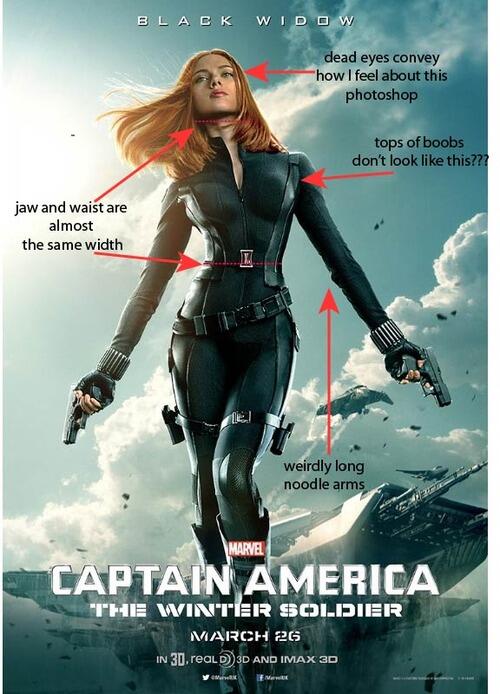 BLACK WIDOW
dead eyes convey
how I feel about this
photoshop
tops of boobs
don't look like this???
jaw and waist are
almost
the same width
weirdly long
noodle arms
MARVEL
CAPTAIN AMERICA
THE WINTER SOLDIER
MARCH 26
IN 3D, REAL D 3D AND IMAX 3D
@MarvelUK
/MarvelUK